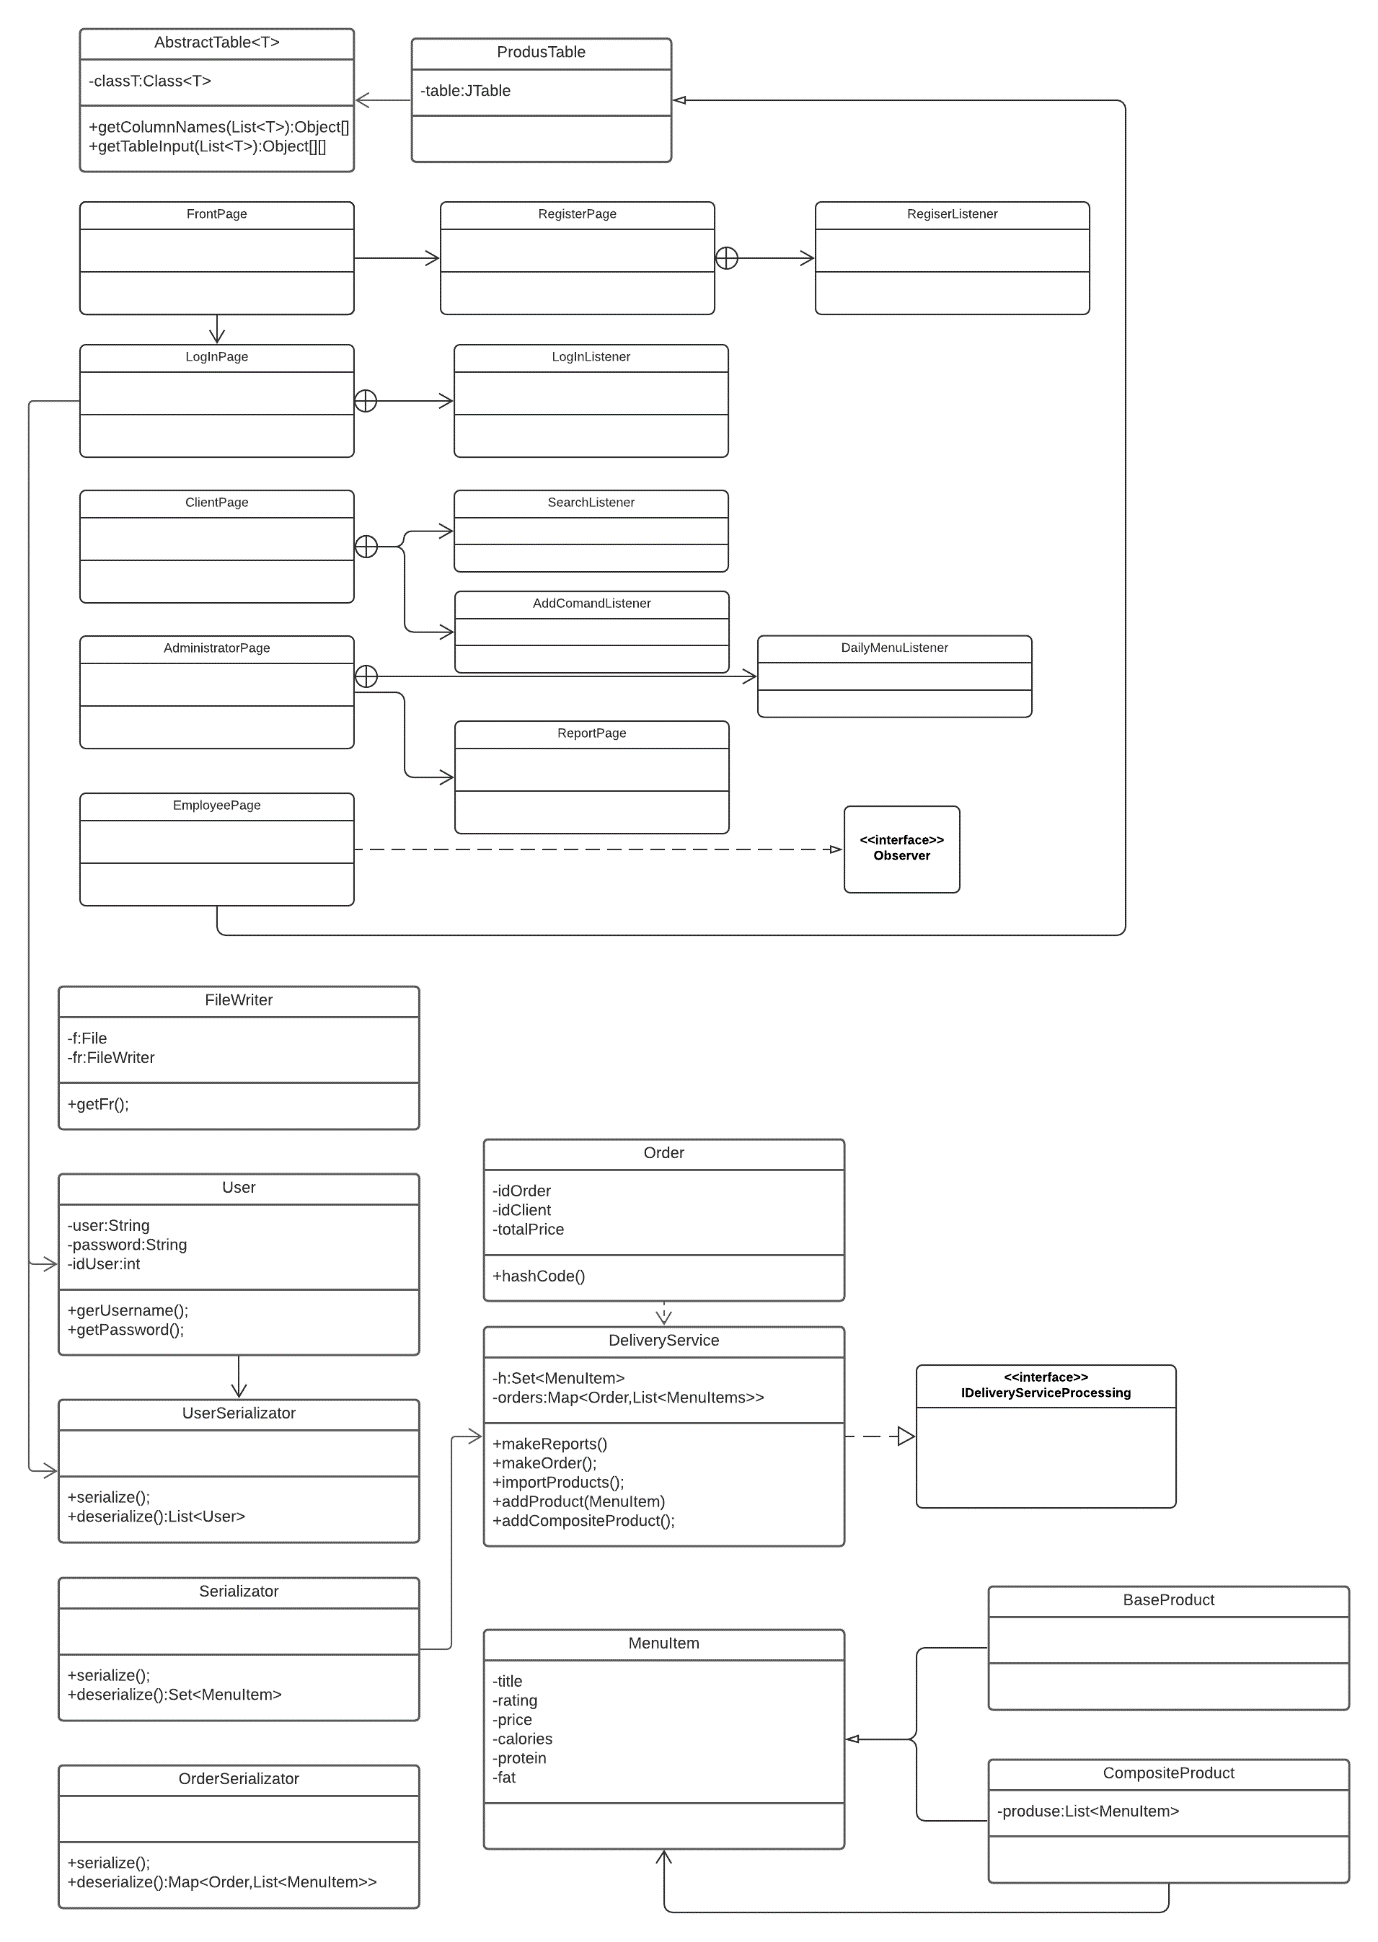 AbstractTable<T>
-classT:Class<T>
+getColumnNames(List<T>):Object[]
+getTableInput(List<T>):Object[][]
ProdusTable
-table:JTable
FrontPage
RegisterPage
RegiserListener
LogInPage
LogInListener
ClientPage
SearchListener
AddComandListener
AdministratorPage
DailyMenuListener
ReportPage
EmployeePage
<<interface>>
Observer
FileWriter
-f:File
-fr:FileWriter
+getFr();
User
-user:String
-password:String
-idUser:int
+gerUsername();
+getPassword();
Order
-idOrder
-idClient
-totalPrice
+hashCode()
DeliveryService
-h:Set<MenuItem>
-orders:Map<Order,List<MenuItems>>
+makeReports()
+makeOrder();
+importProducts();
+addProduct(MenuItem)
+addCompositeProduct();
<<interface>>
IDeliveryServiceProcessing
UserSerializator
+serialize();
+deserialize():List<User>
Serializator
+serialize();
+deserialize():Set<MenuItem>
MenuItem
-title
-rating
-price
-calories
-protein
-fat
BaseProduct
CompositeProduct
-produse:List<MenuItem>
OrderSerializator
+serialize();
+deserialize():Map<Order,List<MenuItem>>